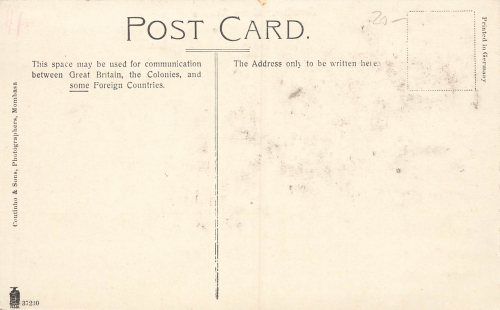 20-
POST CARD.
This space may be used for communication
between Great Britain, the Colonies, and
some Foreign Countries.
The Address only to be written here.
Printed in Germany
Coutinho & Sons, Photographers, Mombasa
37210